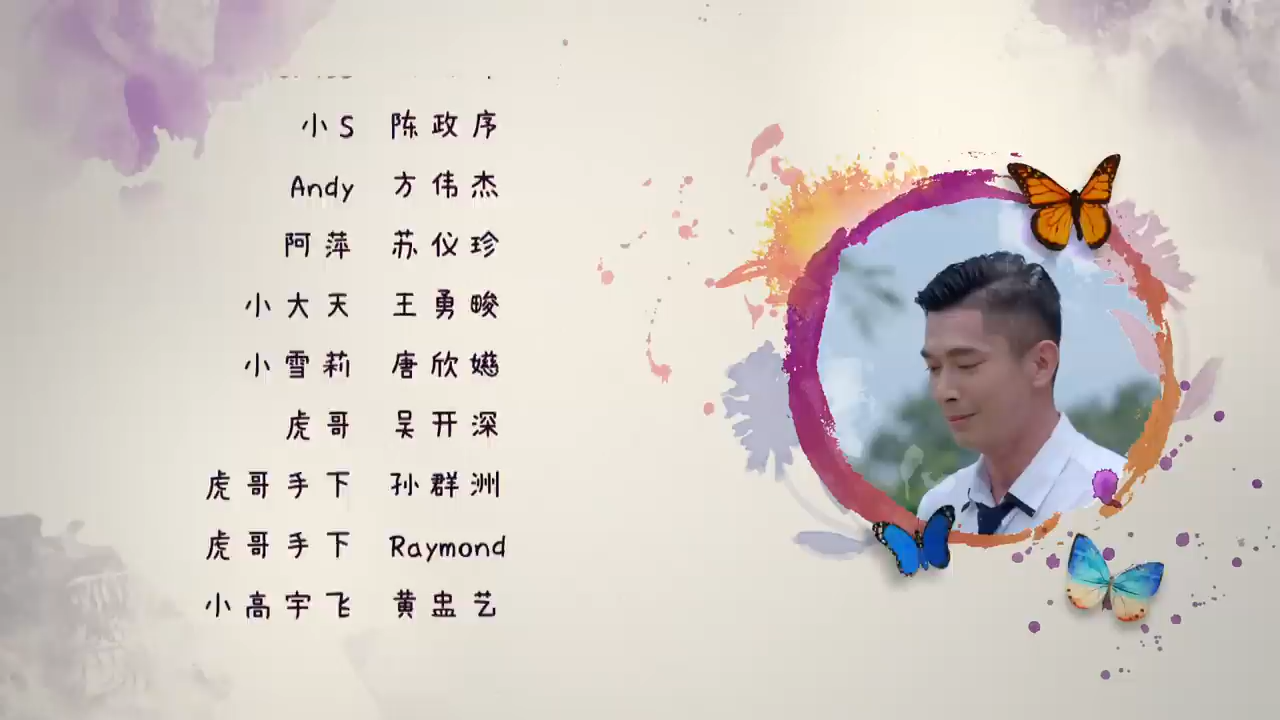 小S 陈政序
Andy 方伟杰
阿萍 苏仪珍
小大天 王勇畯
小雪莉 唐欣㜣
虎哥 吴开深
虎哥手下 孙群洲
虎哥手下 Raymond
小高宇飞 黄盅艺